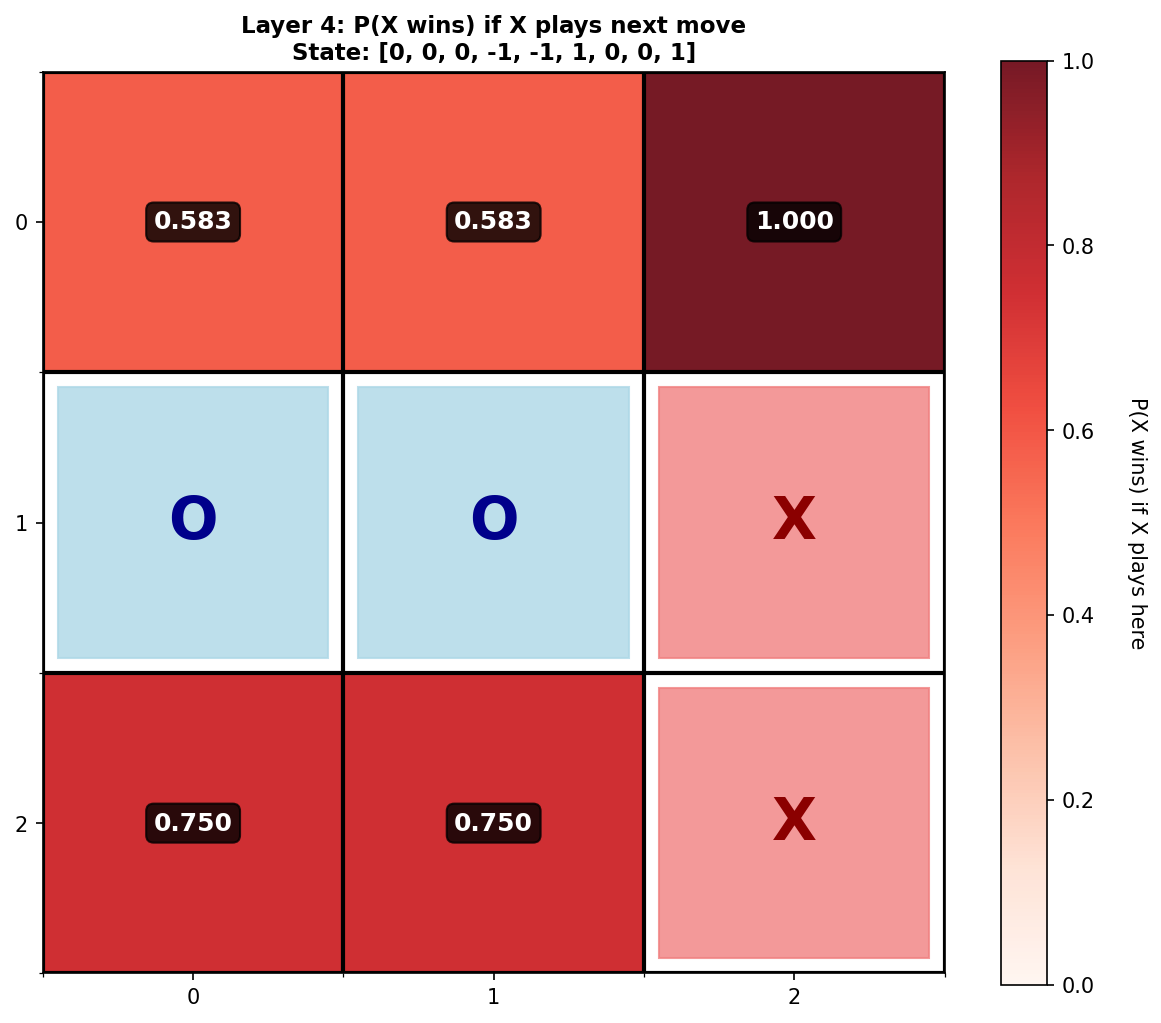 Layer 4: P(X wins) if X plays next move
State: [0, 0, 0, -1, -1, 1, 0, 0, 1]
0.583 0.583 1.000
O O X
0.750 0.750 X
0
1
2
0 1 2
1.0
0.8
0.6
0.4
0.2
0.0
P(X wins) if X plays here